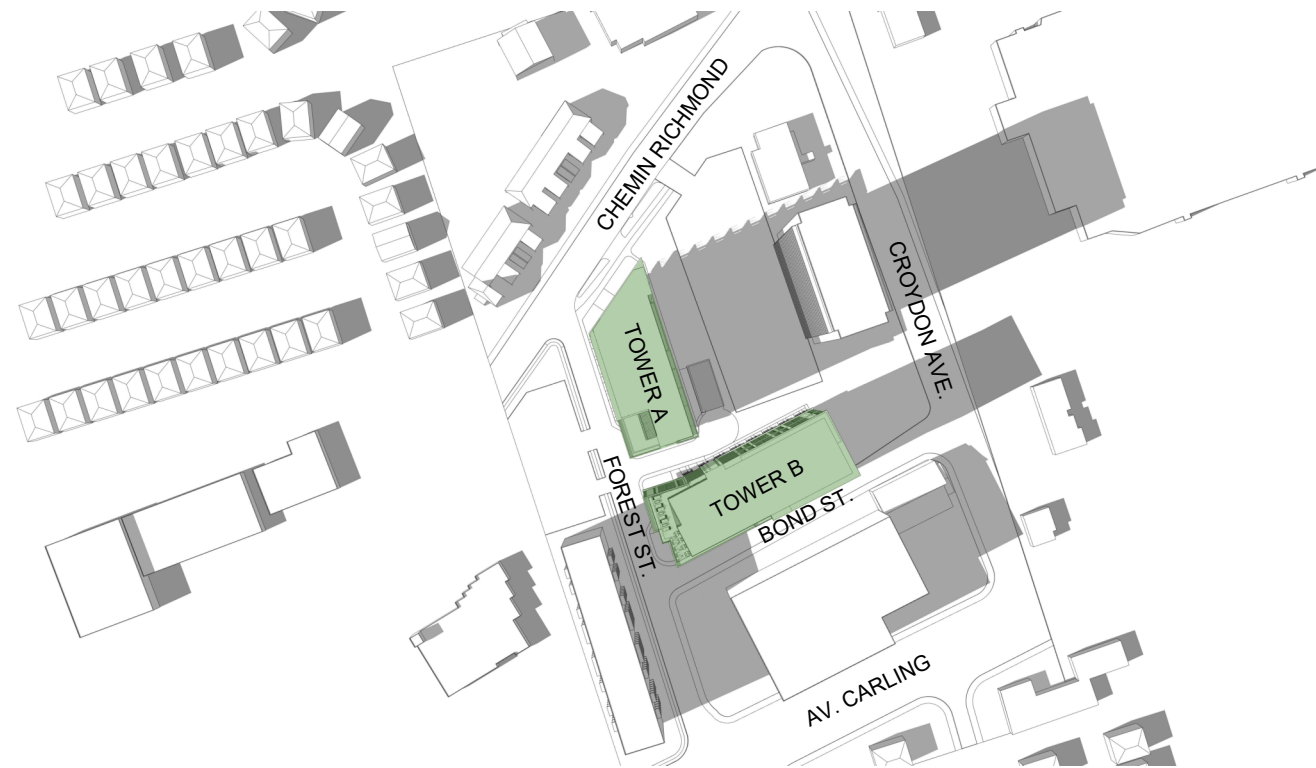 CHEMIN RICHMOND
CROYDON AVE.
TOWER A
TOWER B
FOREST ST.
BOND ST.
AV. CARLING